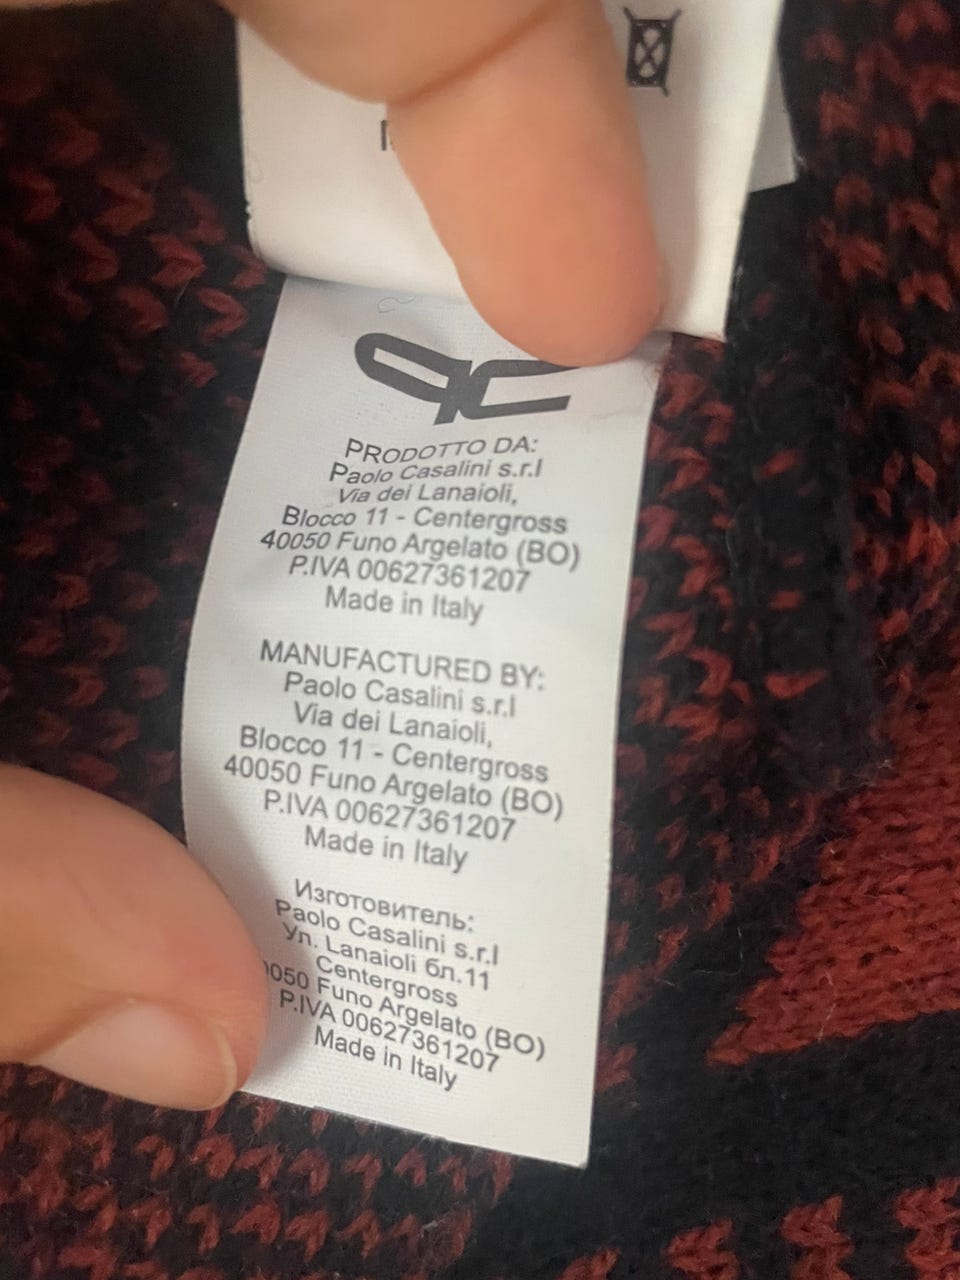 PC
PRODOTTO DA:
Paolo Casalini s.r.l
Via dei Lanaioli,
Blocco 11 - Centergross
40050 Funo Argelato (BO)
P.IVA 00627361207
Made in Italy
MANUFACTURED BY:
Paolo Casalini s.r.l
Via dei Lanaioli,
Blocco 11 - Centergross
40050 Funo Argelato (BO)
P.IVA 00627361207
Made in Italy
Изготовитель:
Paolo Casalini s.r.l
Ул. Lanaioli бл.11
Centergross
Funo Argelato (BO)
P.IVA 00627361207
Made in Italy